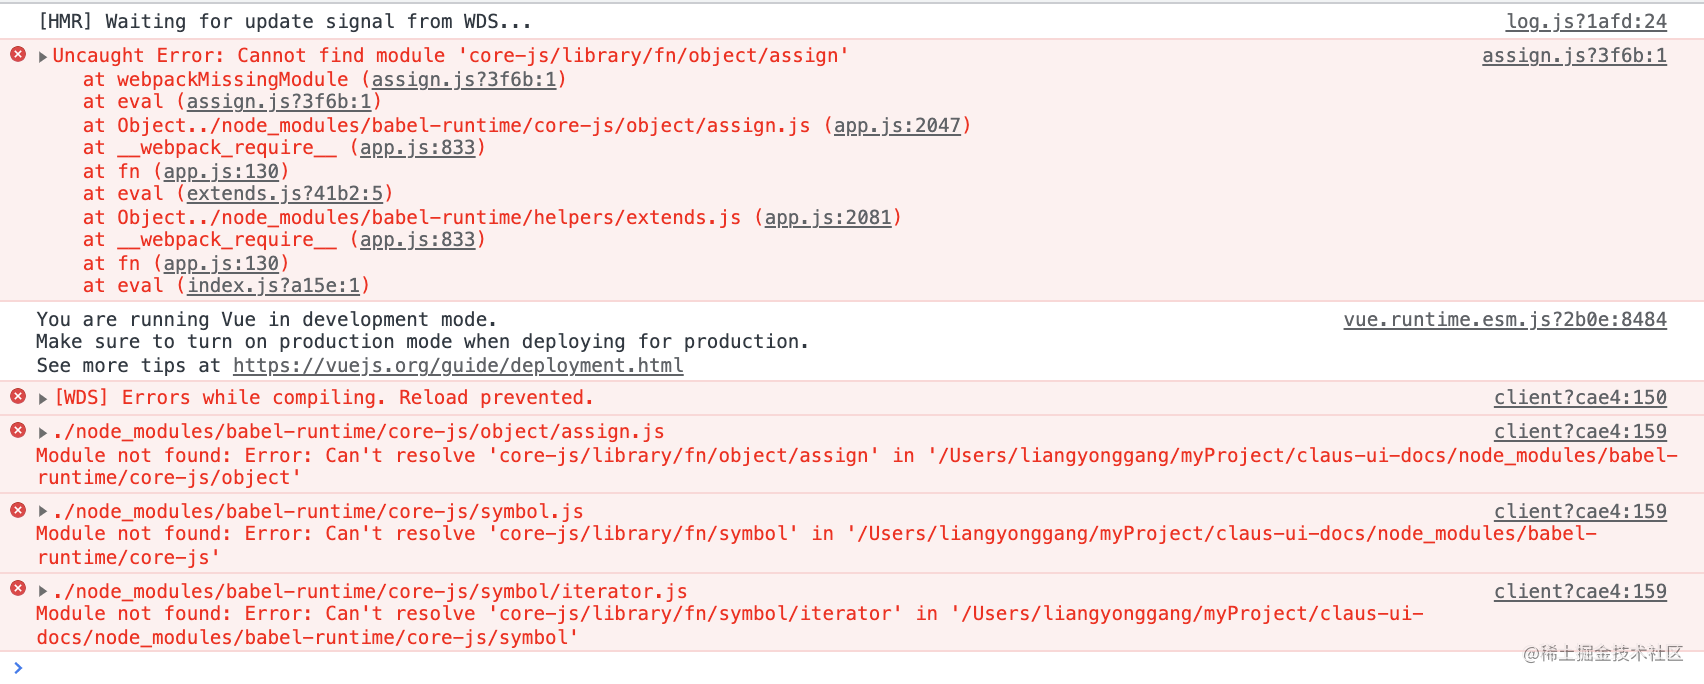 [HMR] Waiting for update signal from WDS... log.js?1afd:24
Uncaught Error: Cannot find module 'core-js/library/fn/object/assign' assign.js?3f6b:1
at webpackMissingModule (assign.js?3f6b:1)
at eval (assign.js?3f6b:1)
at Object../node_modules/babel-runtime/core-js/object/assign.js (app.js:2047)
at __webpack_require__ (app.js:833)
at fn (app.js:130)
at eval (extends.js?41b2:5)
at Object../node_modules/babel-runtime/helpers/extends.js (app.js:2081)
at __webpack_require__ (app.js:833)
at fn (app.js:130)
at eval (index.js?a15e:1)
You are running Vue in development mode. vue.runtime.esm.js?2b0e:8484
Make sure to turn on production mode when deploying for production.
See more tips at https://vuejs.org/guide/deployment.html
[WDS] Errors while compiling. Reload prevented. client?cae4:150
./node_modules/babel-runtime/core-js/object/assign.js client?cae4:159
Module not found: Error: Can't resolve 'core-js/library/fn/object/assign' in '/Users/liangyonggang/myProject/claus-ui-docs/node_modules/babel-
runtime/core-js/object'
./node_modules/babel-runtime/core-js/symbol.js client?cae4:159
Module not found: Error: Can't resolve 'core-js/library/fn/symbol' in '/Users/liangyonggang/myProject/claus-ui-docs/node_modules/babel-
runtime/core-js'
./node_modules/babel-runtime/core-js/symbol/iterator.js client?cae4:159
Module not found: Error: Can't resolve 'core-js/library/fn/symbol/iterator' in '/Users/liangyonggang/myProject/claus-ui-
docs/node_modules/babel-runtime/core-js/symbol'
@稀土掘金技术社区